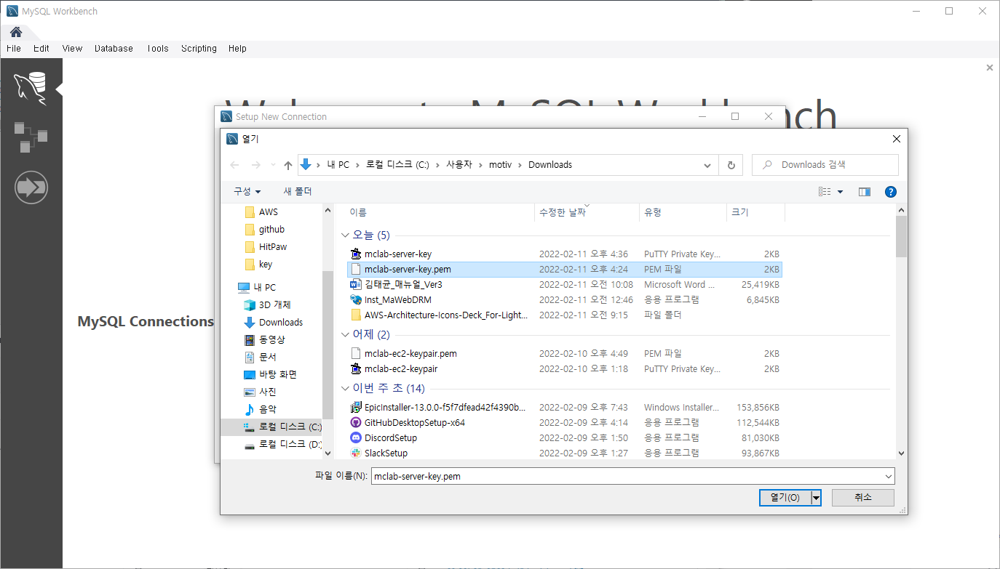 MySQL Workbench
File Edit View Database Tools Scripting Help
Setup New Connection
열기
내 PC > 로컬 디스크 (C:) > 사용자 > motiv > Downloads
Downloads 검색
구성 새 폴더
AWS
github
HitPaw
key
내 PC
3D 개체
Downloads
동영상
문서
바탕 화면
사진
음악
로컬 디스크 (C:)
로컬 디스크 (D:)
이름 수정한 날짜 유형 크기
오늘 (5)
mclab-server-key 2022-02-11 오후 4:36 PuTTY Private Key... 2KB
mclab-server-key.pem 2022-02-11 오후 4:24 PEM 파일 2KB
김태균_매뉴얼_Ver3 2022-02-11 오전 10:08 Microsoft Word ... 25,419KB
Inst_MaWebDRM 2022-02-11 오전 12:46 응용 프로그램 6,845KB
AWS-Architecture-Icons-Deck_For-Light... 2022-02-11 오전 9:15 파일 폴더
어제 (2)
mclab-ec2-keypair.pem 2022-02-10 오후 4:49 PEM 파일 2KB
mclab-ec2-keypair 2022-02-10 오후 1:18 PuTTY Private Key... 2KB
이번 주 초 (14)
EpicInstaller-13.0.0-f5f7dfead42f4390b... 2022-02-09 오후 7:43 Windows Installer... 153,856KB
GitHubDesktopSetup-x64 2022-02-09 오후 4:14 응용 프로그램 112,544KB
DiscordSetup 2022-02-09 오후 1:50 응용 프로그램 81,030KB
SlackSetup 2022-02-09 오후 1:27 응용 프로그램 93,867KB
파일 이름(N): mclab-server-key.pem
열기(O) 취소
MySQL Connections